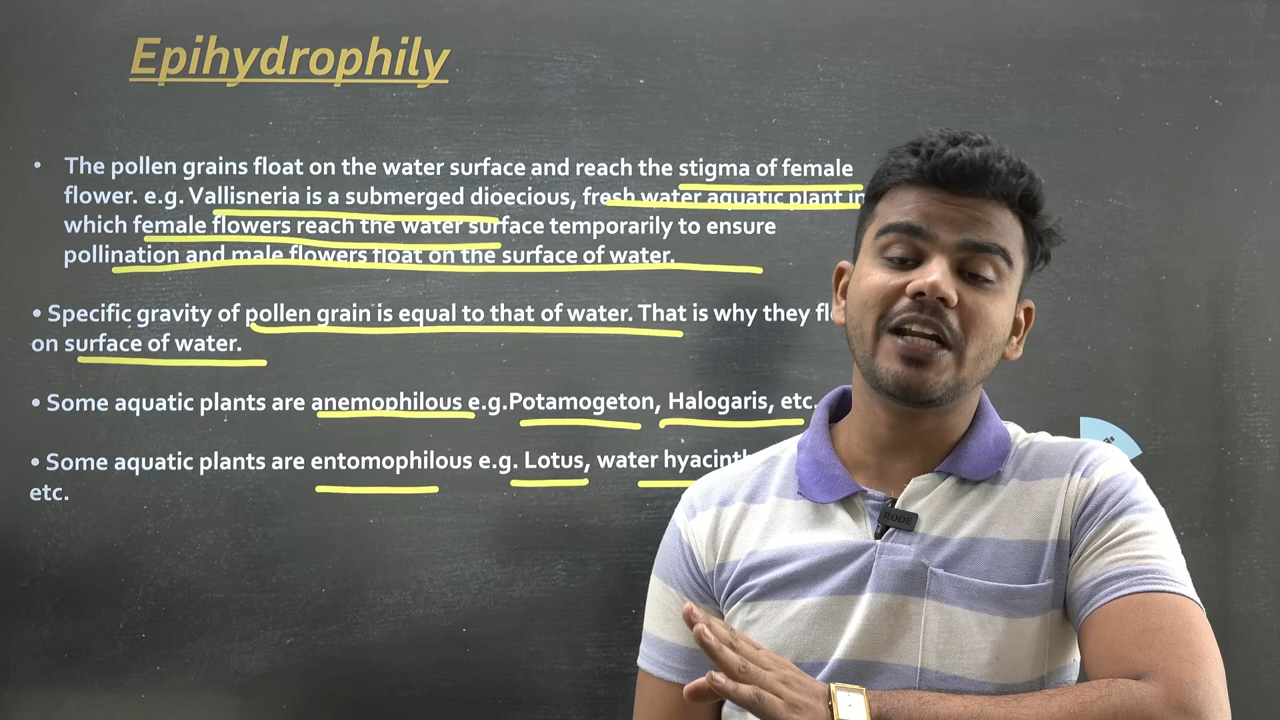 Epihydrophily
• The pollen grains float on the water surface and reach the stigma of female
flower. e.g. Vallisneria is a submerged dioecious, fresh water aquatic plant in
which female flowers reach the water surface temporarily to ensure
pollination and male flowers float on the surface of water.
• Specific gravity of pollen grain is equal to that of water. That is why they
on surface of water.
• Some aquatic plants are anemophilous e.g.Potamogeton, Halogaris, etc.
• Some aquatic plants are entomophilous e.g. Lotus, water
etc.
RODE